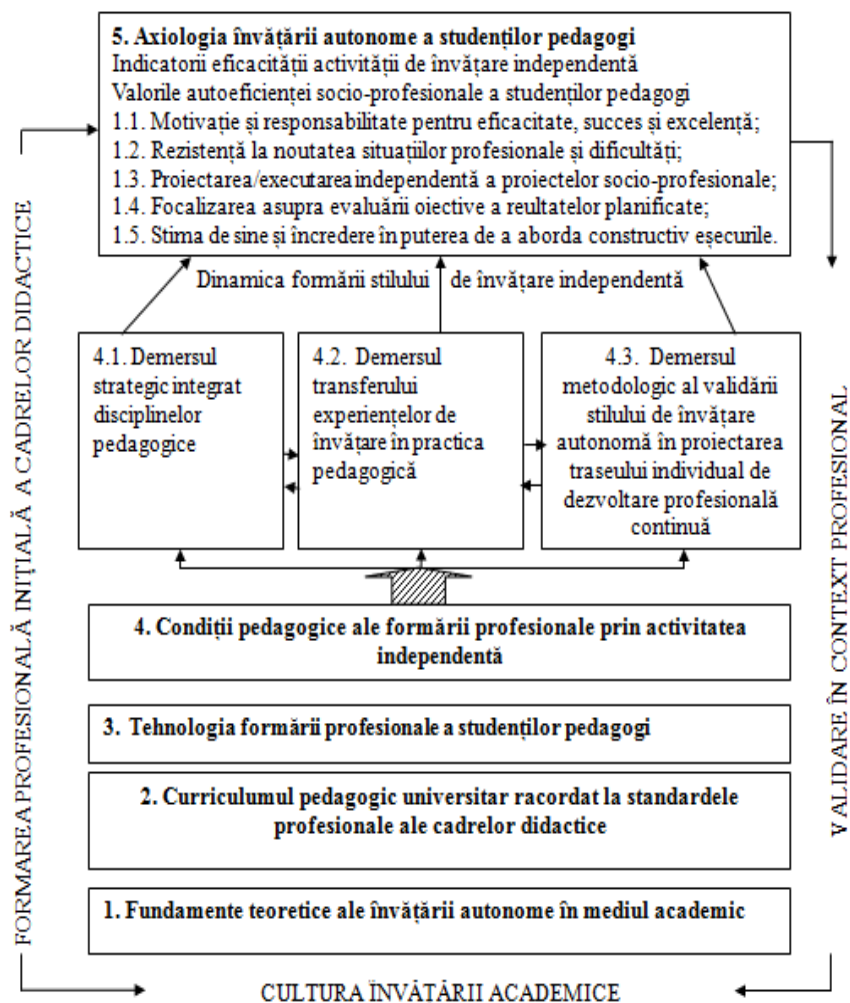 5. Axiologia învățării autonome a studenților pedagogi
Indicatorii eficacității activității de învățare independentă
Valorile autoeficienței socio-profesionale a studenților pedagogi
1.1. Motivație și responsabilitate pentru eficacitate, succes și excelență;
1.2. Rezistență la noutatea situațiilor profesionale și dificultăți;
1.3. Proiectarea/executarea independentă a proiectelor socio-profesionale;
1.4. Focalizarea asupra evaluării oiective a reultatelor planificate;
1.5. Stima de sine și încredere în puterea de a aborda constructiv eșecurile.
Dinamica formării stilului de învățare independentă
4.1. Demersul
strategic integrat
disciplinelor
pedagogice
4.2. Demersul
transferului
experiențelor de
învățare în practica
pedagogică
4.3. Demersul
metodologic al validării
stilului de învățare
autonomă în proiectarea
traseului individual de
dezvoltare profesională
continuă
4. Condiții pedagogice ale formării profesionale prin activitatea
independentă
3. Tehnologia formării profesionale a studenților pedagogi
2. Curriculumul pedagogic universitar racordat la standardele
profesionale ale cadrelor didactice
1. Fundamente teoretice ale învățării autonome în mediul academic
FORMAREA PROFESIONALĂ INIȚIALĂ A CADRELOR DIDACTICE
VALIDARE ÎN CONTEXT PROFESIONAL
CULTURA ÎNVĂTĂRII ACADEMICE